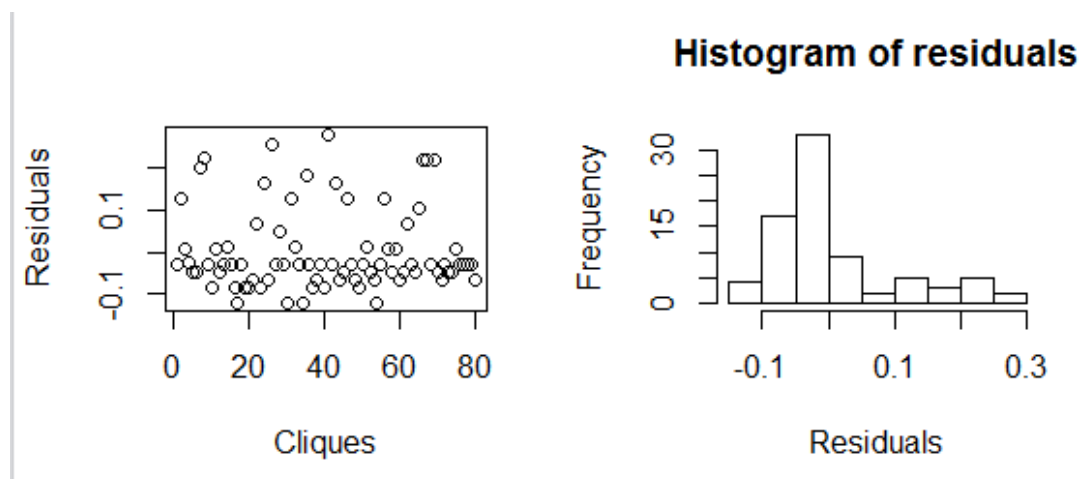 Histogram of residuals
Residuals
0.1
-0.1
0 20 40 60 80
Cliques
Frequency
30
15
0
-0.1 0.1 0.3
Residuals